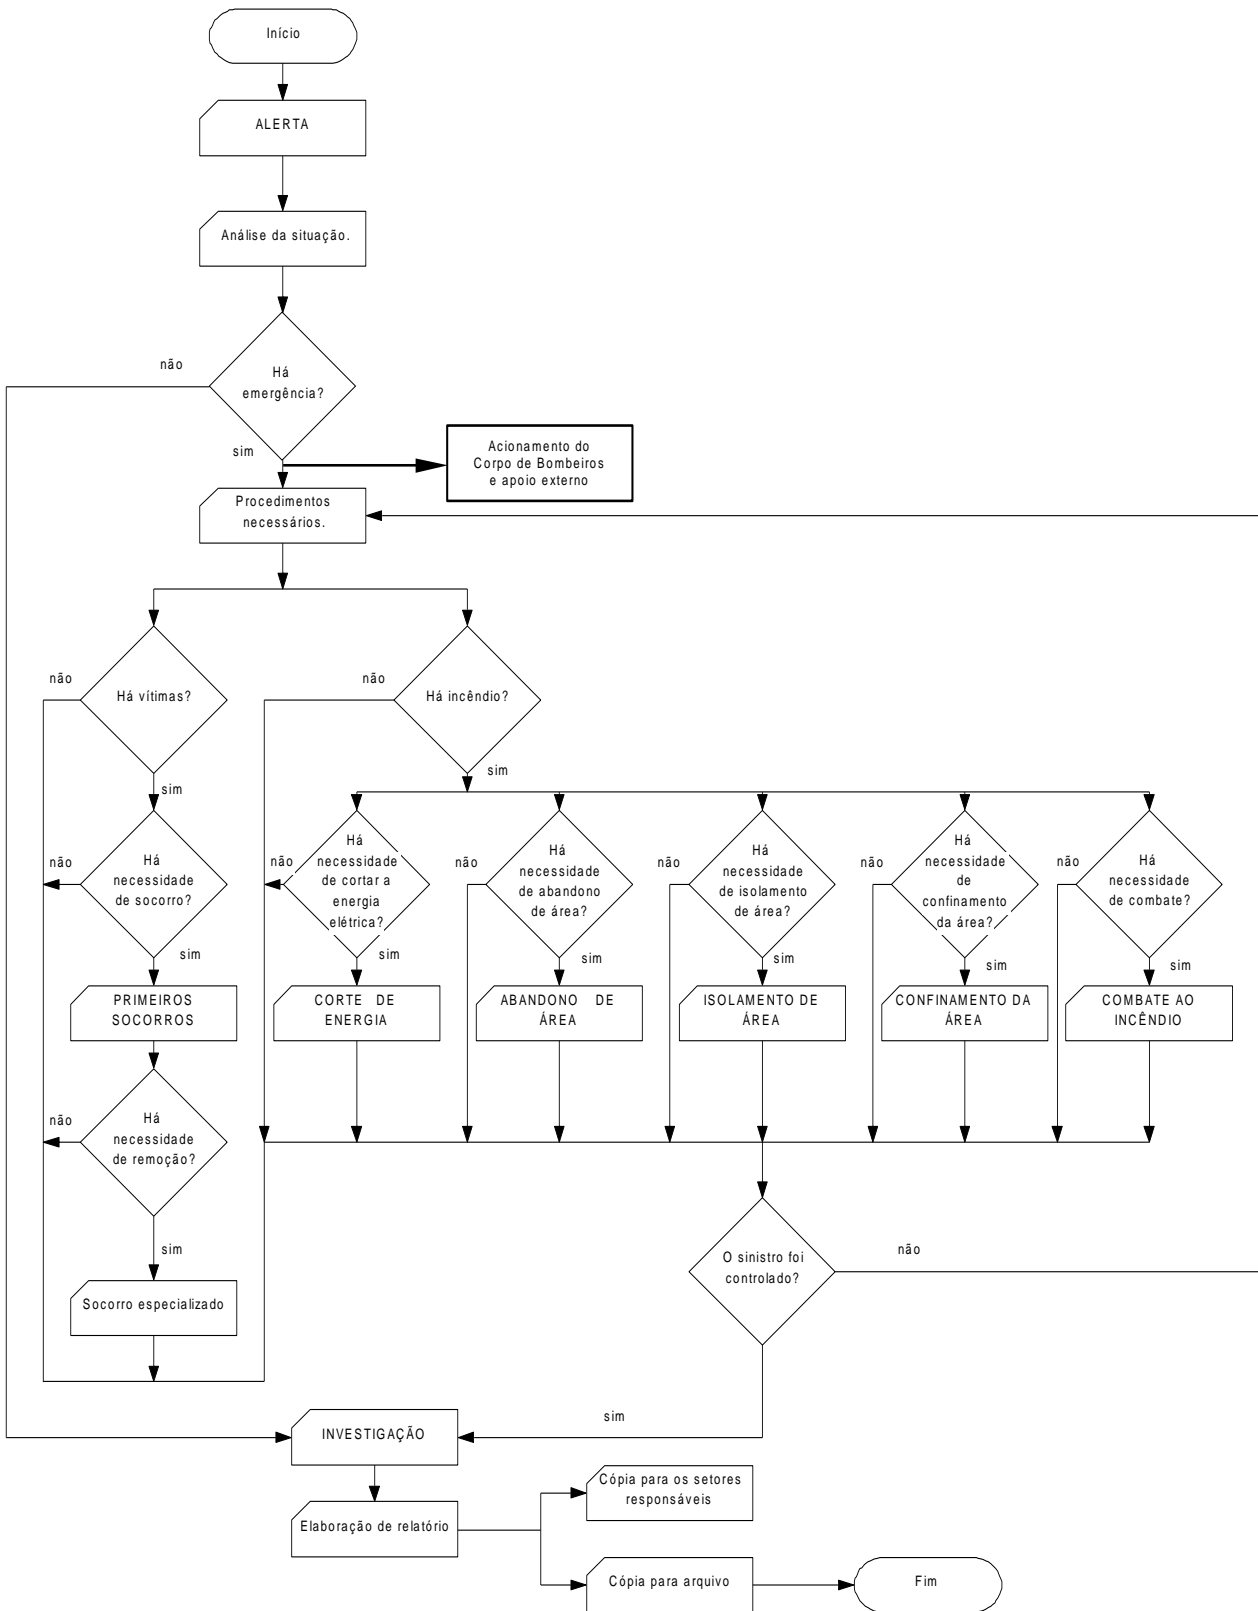 Início
ALERTA
Análise da situação.
não
Há
emergência?
sim
Acionamento do
Corpo de Bombeiros
e apoio externo
Procedimentos
necessários.
não
Há vítimas?
sim
não
Há incêndio?
sim
não
Há
necessidade
de socorro?
sim
não
Há
necessidade
de cortar a
energia
elétrica?
sim
não
Há
necessidade
de abandono
de área?
sim
não
Há
necessidade
de isolamento
de área?
sim
não
Há
necessidade
de
confinamento
da área?
sim
não
Há
necessidade
de combate?
sim
PRIMEIROS
SOCORROS
CORTE DE
ENERGIA
ABANDONO DE
ÁREA
ISOLAMENTO DE
ÁREA
CONFINAMENTO DA
ÁREA
COMBATE AO
INCÊNDIO
não
Há
necessidade
de remoção?
sim
Socorro especializado
O sinistro foi
controlado?
não
sim
INVESTIGAÇÃO
Elaboração de relatório
Cópia para os setores
responsáveis
Cópia para arquivo
Fim